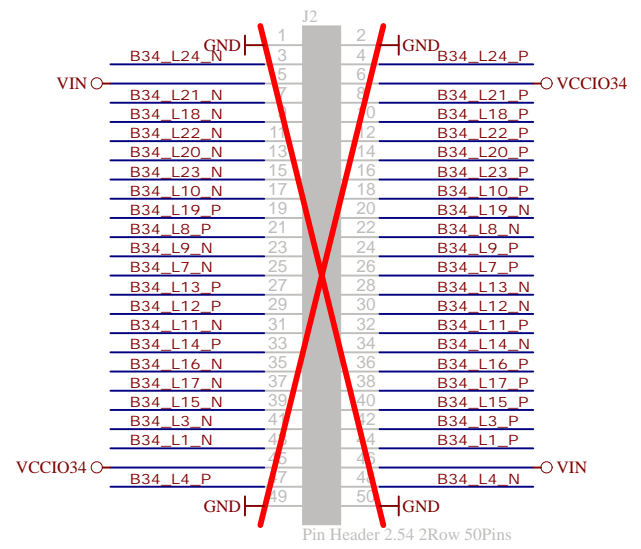 J2
GND 1 2 GND
B34_L24_N 3 4 B34_L24_P
VIN 5 6 VCCIO34
B34_L21_N 7 8 B34_L21_P
B34_L18_N 9 10 B34_L18_P
B34_L22_N 11 12 B34_L22_P
B34_L20_N 13 14 B34_L20_P
B34_L23_N 15 16 B34_L23_P
B34_L10_N 17 18 B34_L10_P
B34_L19_P 19 20 B34_L19_N
B34_L8_P 21 22 B34_L8_N
B34_L9_N 23 24 B34_L9_P
B34_L7_N 25 26 B34_L7_P
B34_L13_P 27 28 B34_L13_N
B34_L12_P 29 30 B34_L12_N
B34_L11_N 31 32 B34_L11_P
B34_L14_P 33 34 B34_L14_N
B34_L16_N 35 36 B34_L16_P
B34_L17_N 37 38 B34_L17_P
B34_L15_N 39 40 B34_L15_P
B34_L3_N 41 42 B34_L3_P
B34_L1_N 43 44 B34_L1_P
VCCIO34 45 46 VIN
B34_L4_P 47 48 B34_L4_N
GND 49 50 GND
Pin Header 2.54 2Row 50Pins